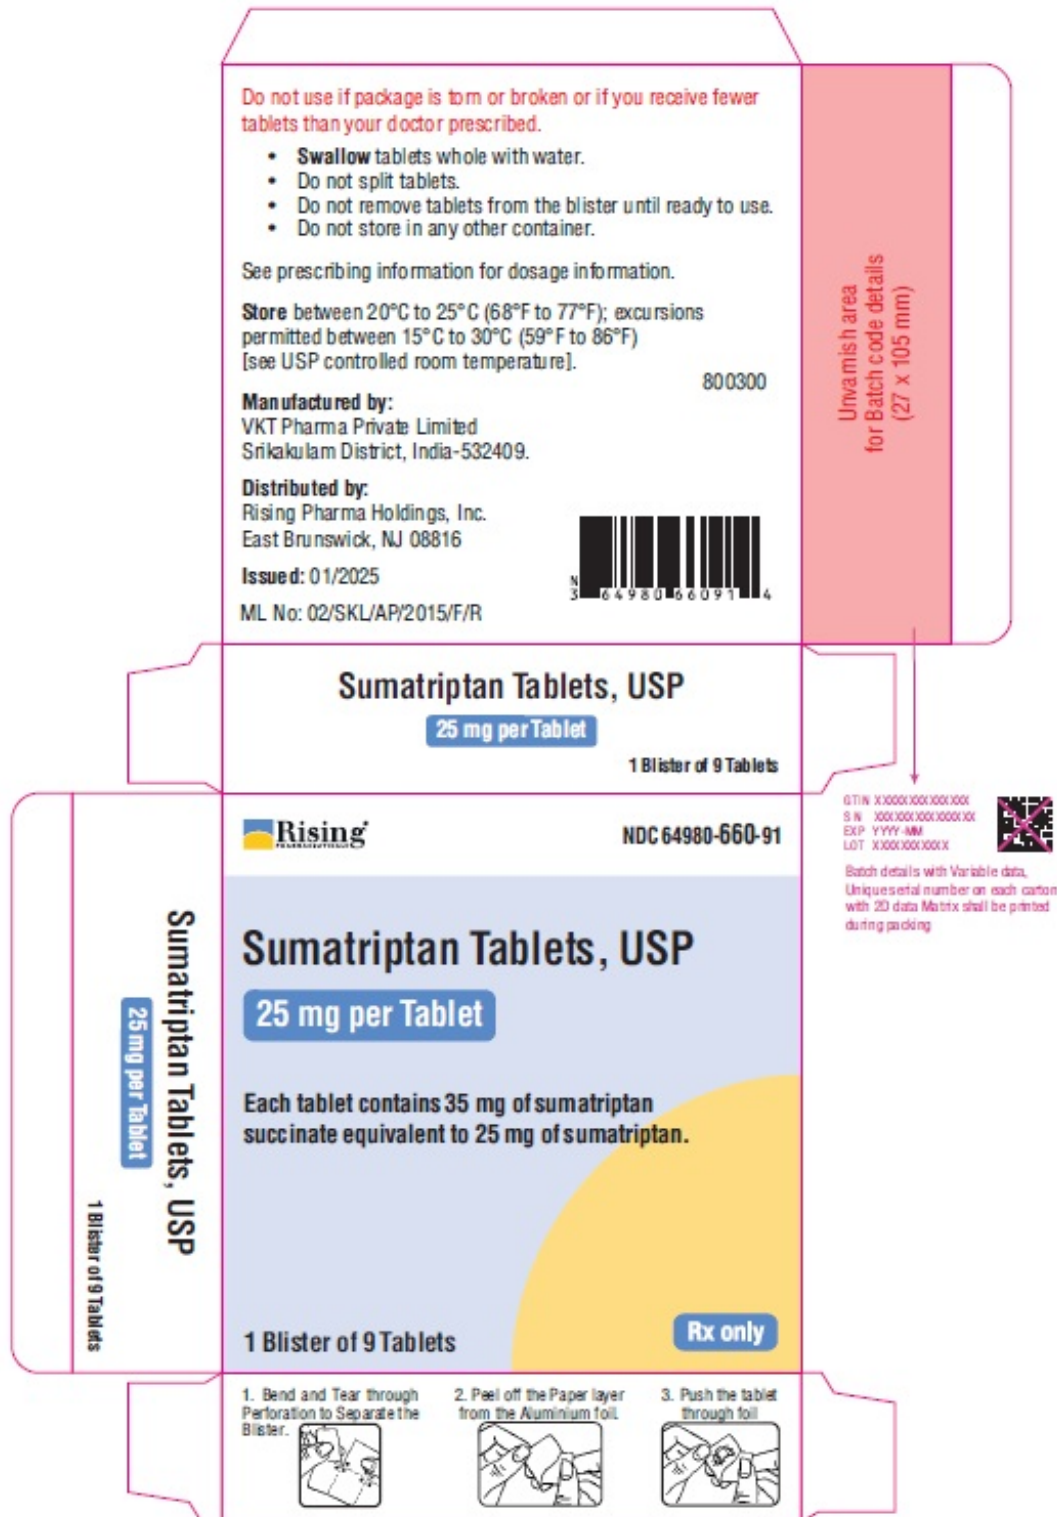 Do not use if package is torn or broken or if you receive fewer
tablets than your doctor prescribed.
• Swallow tablets whole with water.
• Do not split tablets.
• Do not remove tablets from the blister until ready to use.
• Do not store in any other container.
See prescribing information for dosage information.
Store between 20°C to 25°C (68°F to 77°F); excursions
permitted between 15°C to 30°C (59°F to 86°F)
[see USP controlled room temperature].
800300
Manufactured by:
VKT Pharma Private Limited
Srikakulam District, India-532409.
Distributed by:
Rising Pharma Holdings, Inc.
East Brunswick, NJ 08816
Issued: 01/2025
ML No: 02/SKL/AP/2015/F/R
N
3 64980 66091 4
Unvarnish area
for Batch code details
(27 x 105 mm)
Sumatriptan Tablets, USP
25 mg per Tablet
1 Blister of 9 Tablets
GTIN XXXXXXXXXXXXXX
SN XXXXXXXXXXXXXX
EXP YYYY-MM
LOT XXXXXXXXXX
Batch details with Variable data,
Unique serial number on each carton
with 2D data Matrix shall be printed
during packing
Sumatriptan Tablets, USP
25 mg per Tablet
1 Blister of 9 Tablets
Rising®
PHARMACEUTICALS
NDC 64980-660-91
Sumatriptan Tablets, USP
25 mg per Tablet
Each tablet contains 35 mg of sumatriptan
succinate equivalent to 25 mg of sumatriptan.
1 Blister of 9 Tablets
Rx only
1. Bend and Tear through
Perforation to Separate the
Blister.
2. Peel off the Paper layer
from the Aluminium foil.
3. Push the tablet
through foil